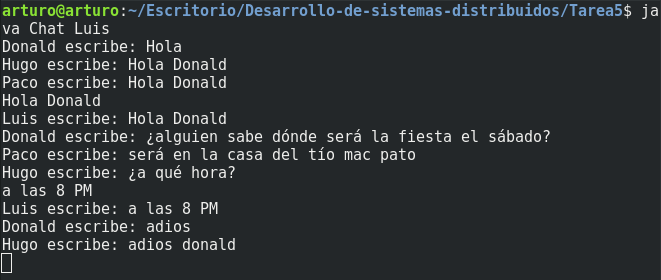 arturo@arturo:~/Escritorio/Desarrollo-de-sistemas-distribuidos/Tarea5$ ja
va Chat Luis
Donald escribe: Hola
Hugo escribe: Hola Donald
Paco escribe: Hola Donald
Hola Donald
Luis escribe: Hola Donald
Donald escribe: ¿alguien sabe dónde será la fiesta el sábado?
Paco escribe: será en la casa del tío mac pato
Hugo escribe: ¿a qué hora?
a las 8 PM
Luis escribe: a las 8 PM
Donald escribe: adios
Hugo escribe: adios donald